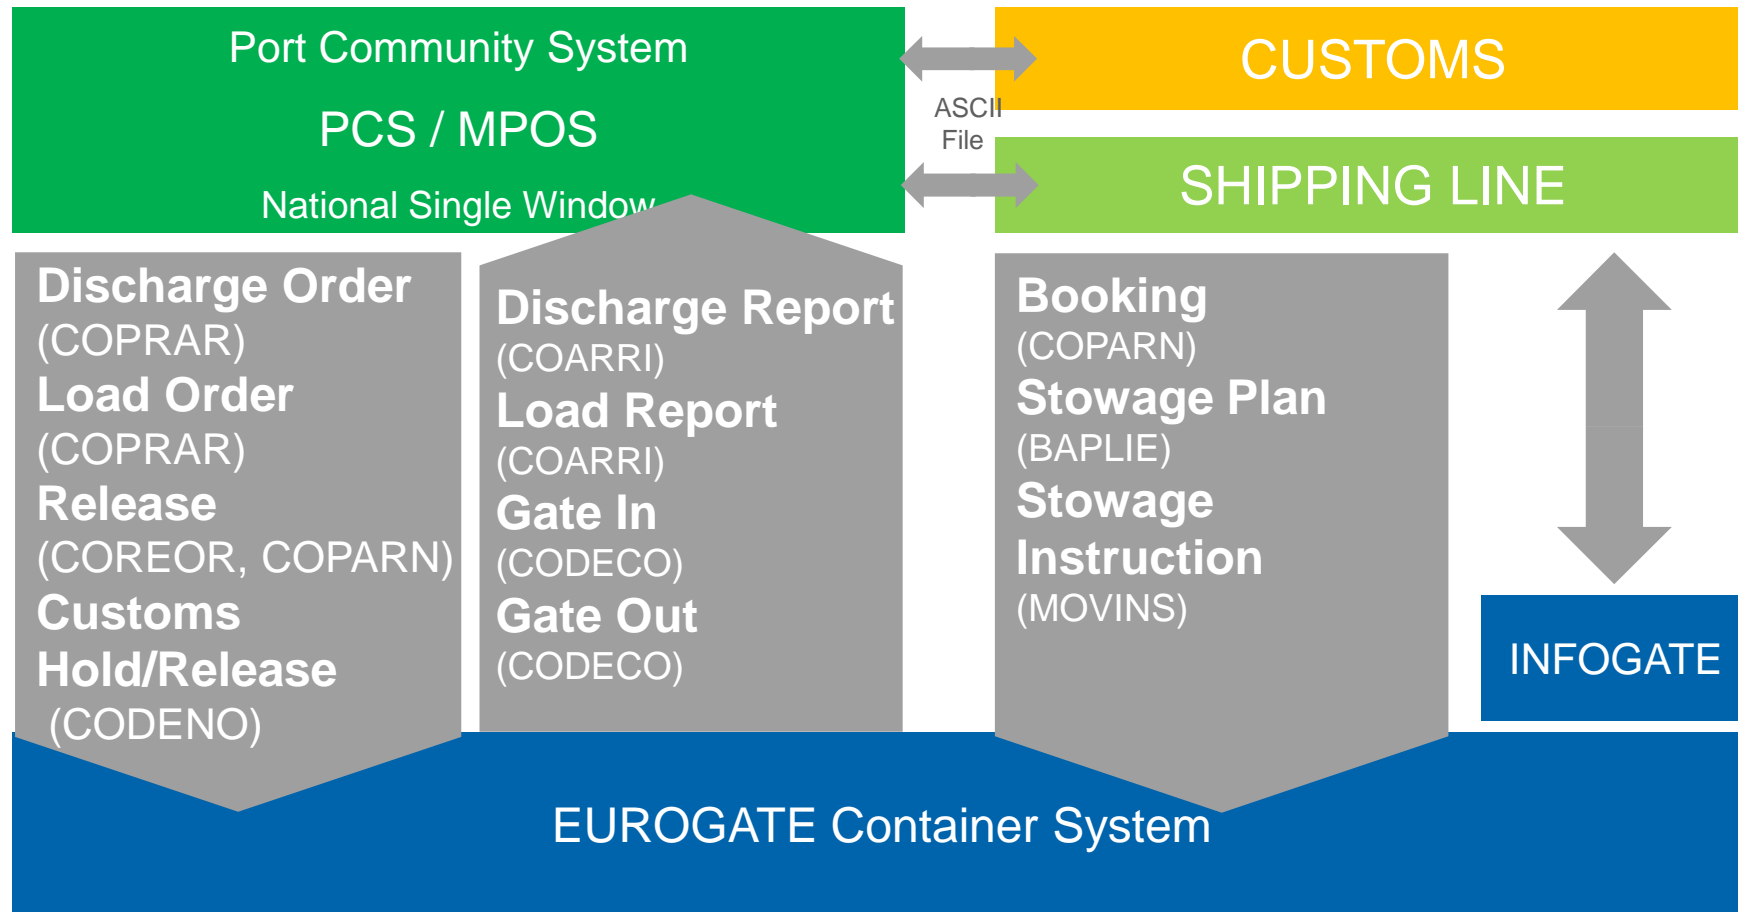 Port Community System
PCS / MPOS
National Single Window
CUSTOMS
ASCII
File
SHIPPING LINE
Discharge Order
(COPRAR)
Load Order
(COPRAR)
Release
(COREOR, COPARN)
Customs
Hold/Release
(CODENO)
Discharge Report
(COARRI)
Load Report
(COARRI)
Gate In
(CODECO)
Gate Out
(CODECO)
Booking
(COPARN)
Stowage Plan
(BAPLIE)
Stowage
Instruction
(MOVINS)
INFOGATE
EUROGATE Container System